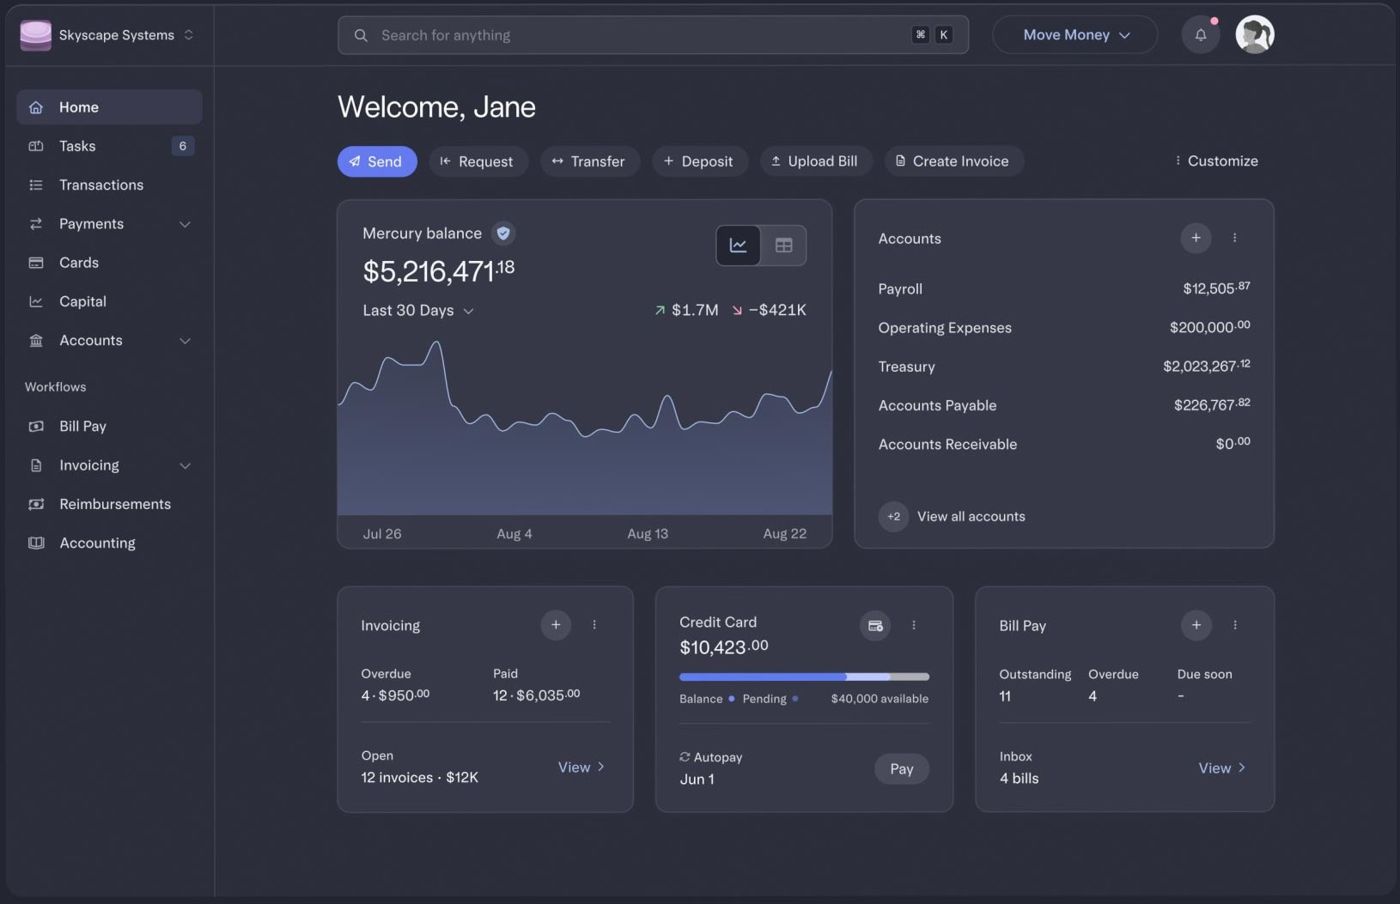 Skyscape Systems
Search for anything
⌘ K
Move Money
Home
Tasks 6
Transactions
Payments
Cards
Capital
Accounts
Workflows
Bill Pay
Invoicing
Reimbursements
Accounting
Welcome, Jane
Send Request Transfer Deposit Upload Bill Create Invoice Customize
Mercury balance
$5,216,471.18
Last 30 Days $1.7M −$421K
Jul 26 Aug 4 Aug 13 Aug 22
Accounts
Payroll $12,505.87
Operating Expenses $200,000.00
Treasury $2,023,267.12
Accounts Payable $226,767.82
Accounts Receivable $0.00
+2 View all accounts
Invoicing
Overdue Paid
4 · $950.00 12 · $6,035.00
Open
12 invoices · $12K
View
Credit Card
$10,423.00
Balance Pending $40,000 available
Autopay
Jun 1
Pay
Bill Pay
Outstanding Overdue Due soon
11 4 -
Inbox
4 bills
View